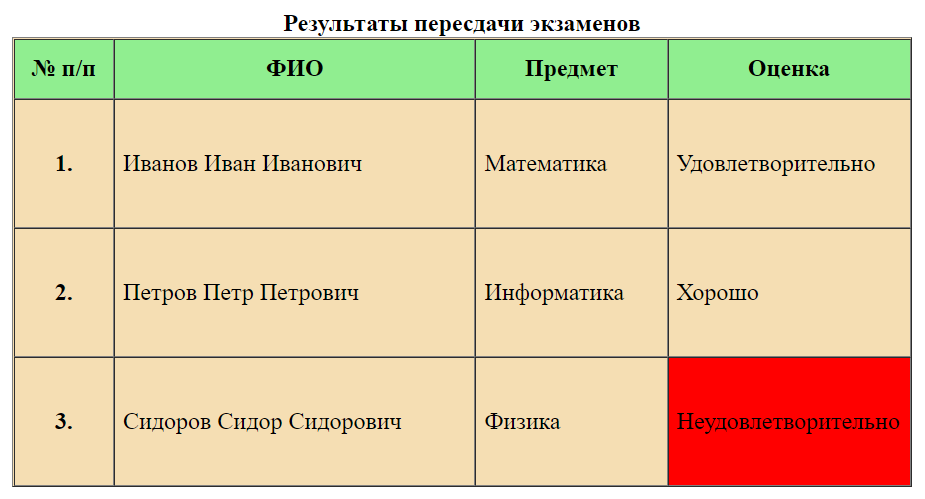 Результаты пересдачи экзаменов
№ п/п ФИО Предмет Оценка
1. Иванов Иван Иванович Математика Удовлетворительно
2. Петров Петр Петрович Информатика Хорошо
3. Сидоров Сидор Сидорович Физика Неудовлетворительно